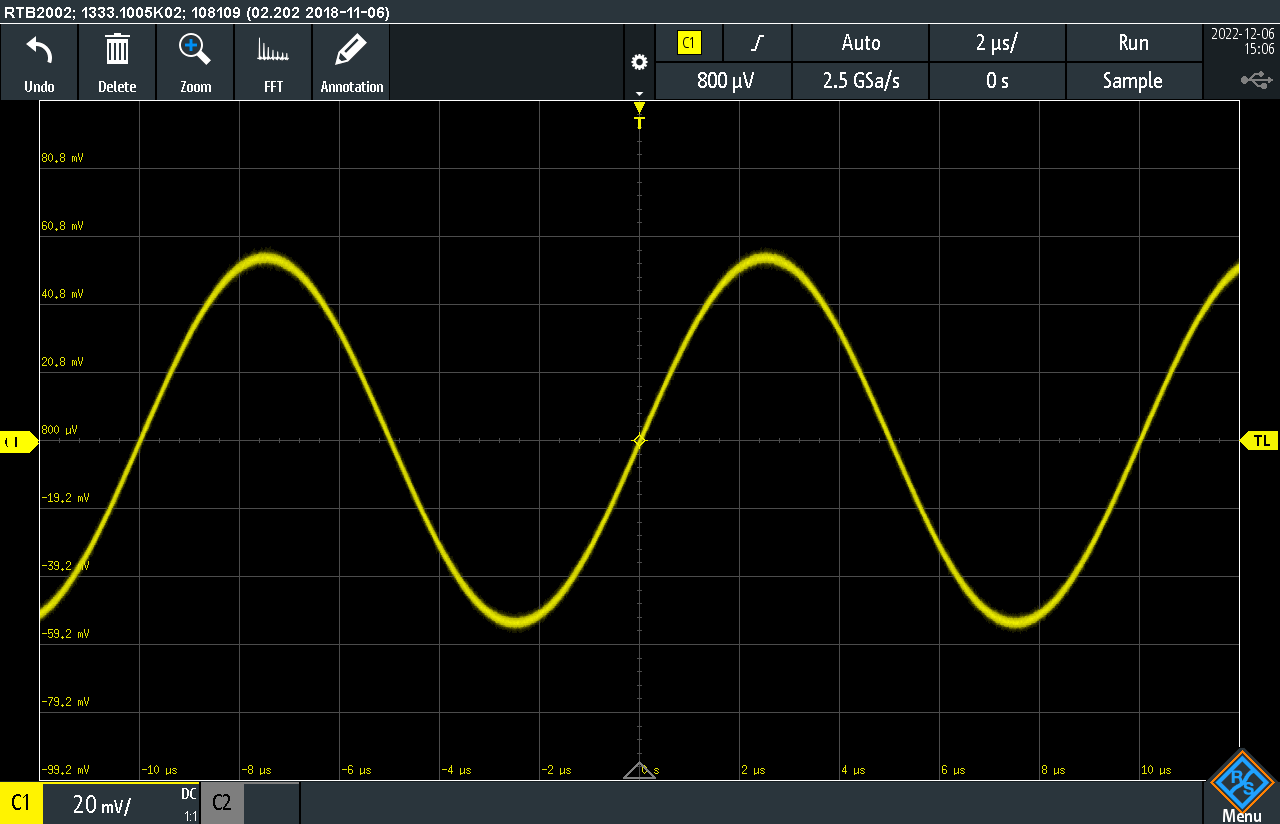 RTB2002; 1333.1005K02; 108109 (02.202 2018-11-06)
Undo
Delete
Zoom
FFT
Annotation
C1
Auto
2 µs/
Run
800 µV
2.5 GSa/s
0 s
Sample
2022-12-06
15:06
T
80.8 mV
60.8 mV
40.8 mV
20.8 mV
800 µV
-19.2 mV
-39.2 mV
-59.2 mV
-79.2 mV
-99.2 mV
TL
-10 µs
-8 µs
-6 µs
-4 µs
-2 µs
0 s
2 µs
4 µs
6 µs
8 µs
10 µs
C1
20 mV/
DC
1:1
C2
R S
Menu